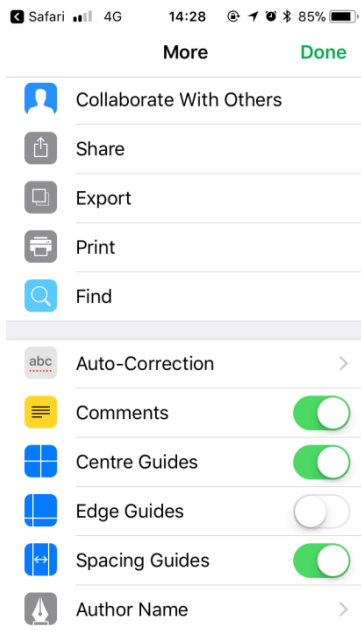 Safari 4G 14:28 85%
More Done
Collaborate With Others
Share
Export
Print
Find
abc Auto-Correction
Comments
Centre Guides
Edge Guides
Spacing Guides
Author Name